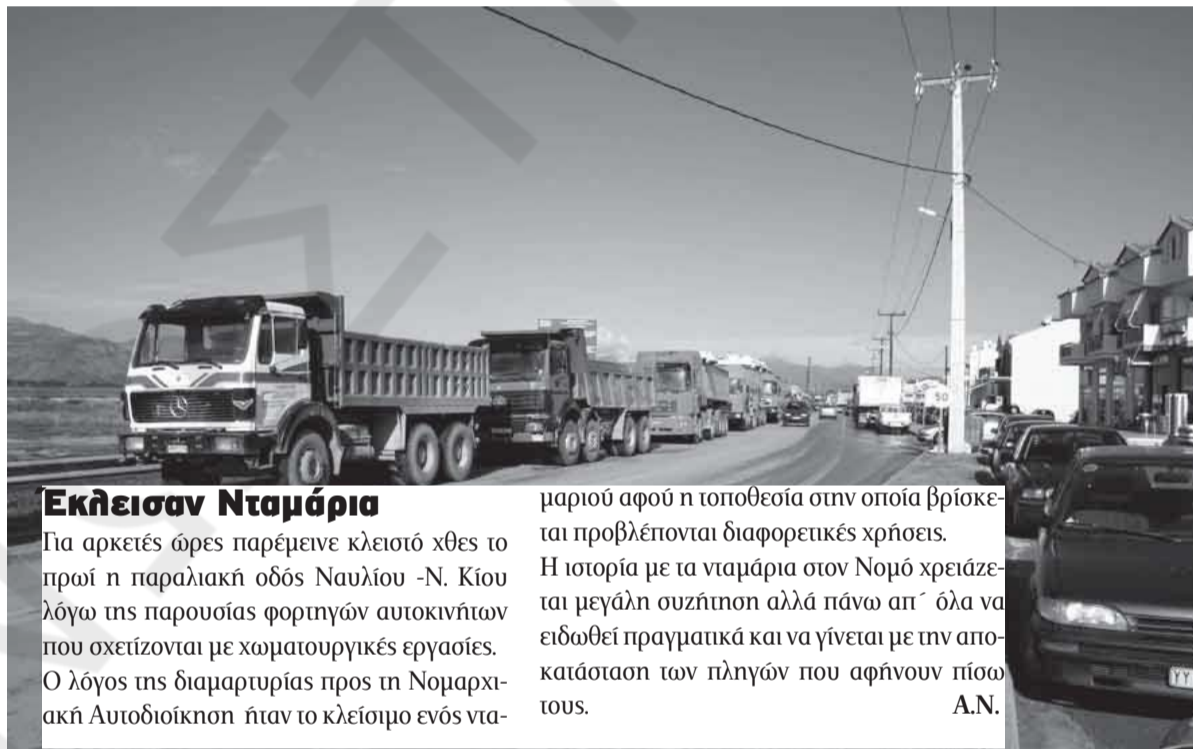 Έκλεισαν Νταμάρια
Για αρκετές ώρες παρέμεινε κλειστό χθες το
πρωί η παραλιακή οδός Ναυλίου -Ν. Κίου
λόγω της παρουσίας φορτηγών αυτοκινήτων
που σχετίζονται με χωματουργικές εργασίες.
Ο λόγος της διαμαρτυρίας προς τη Νομαρχι-
ακή Αυτοδιοίκηση ήταν το κλείσιμο ενός ντα-
μαριού αφού η τοποθεσία στην οποία βρίσκε-
ται προβλέπονται διαφορετικές χρήσεις.
Η ιστορία με τα νταμάρια στον Νομό χρειάζε-
ται μεγάλη συζήτηση αλλά πάνω απ΄ όλα να
ειδωθεί πραγματικά και να γίνεται με την απο-
κατάσταση των πληγών που αφήνουν πίσω
τους. Α.Ν.
50